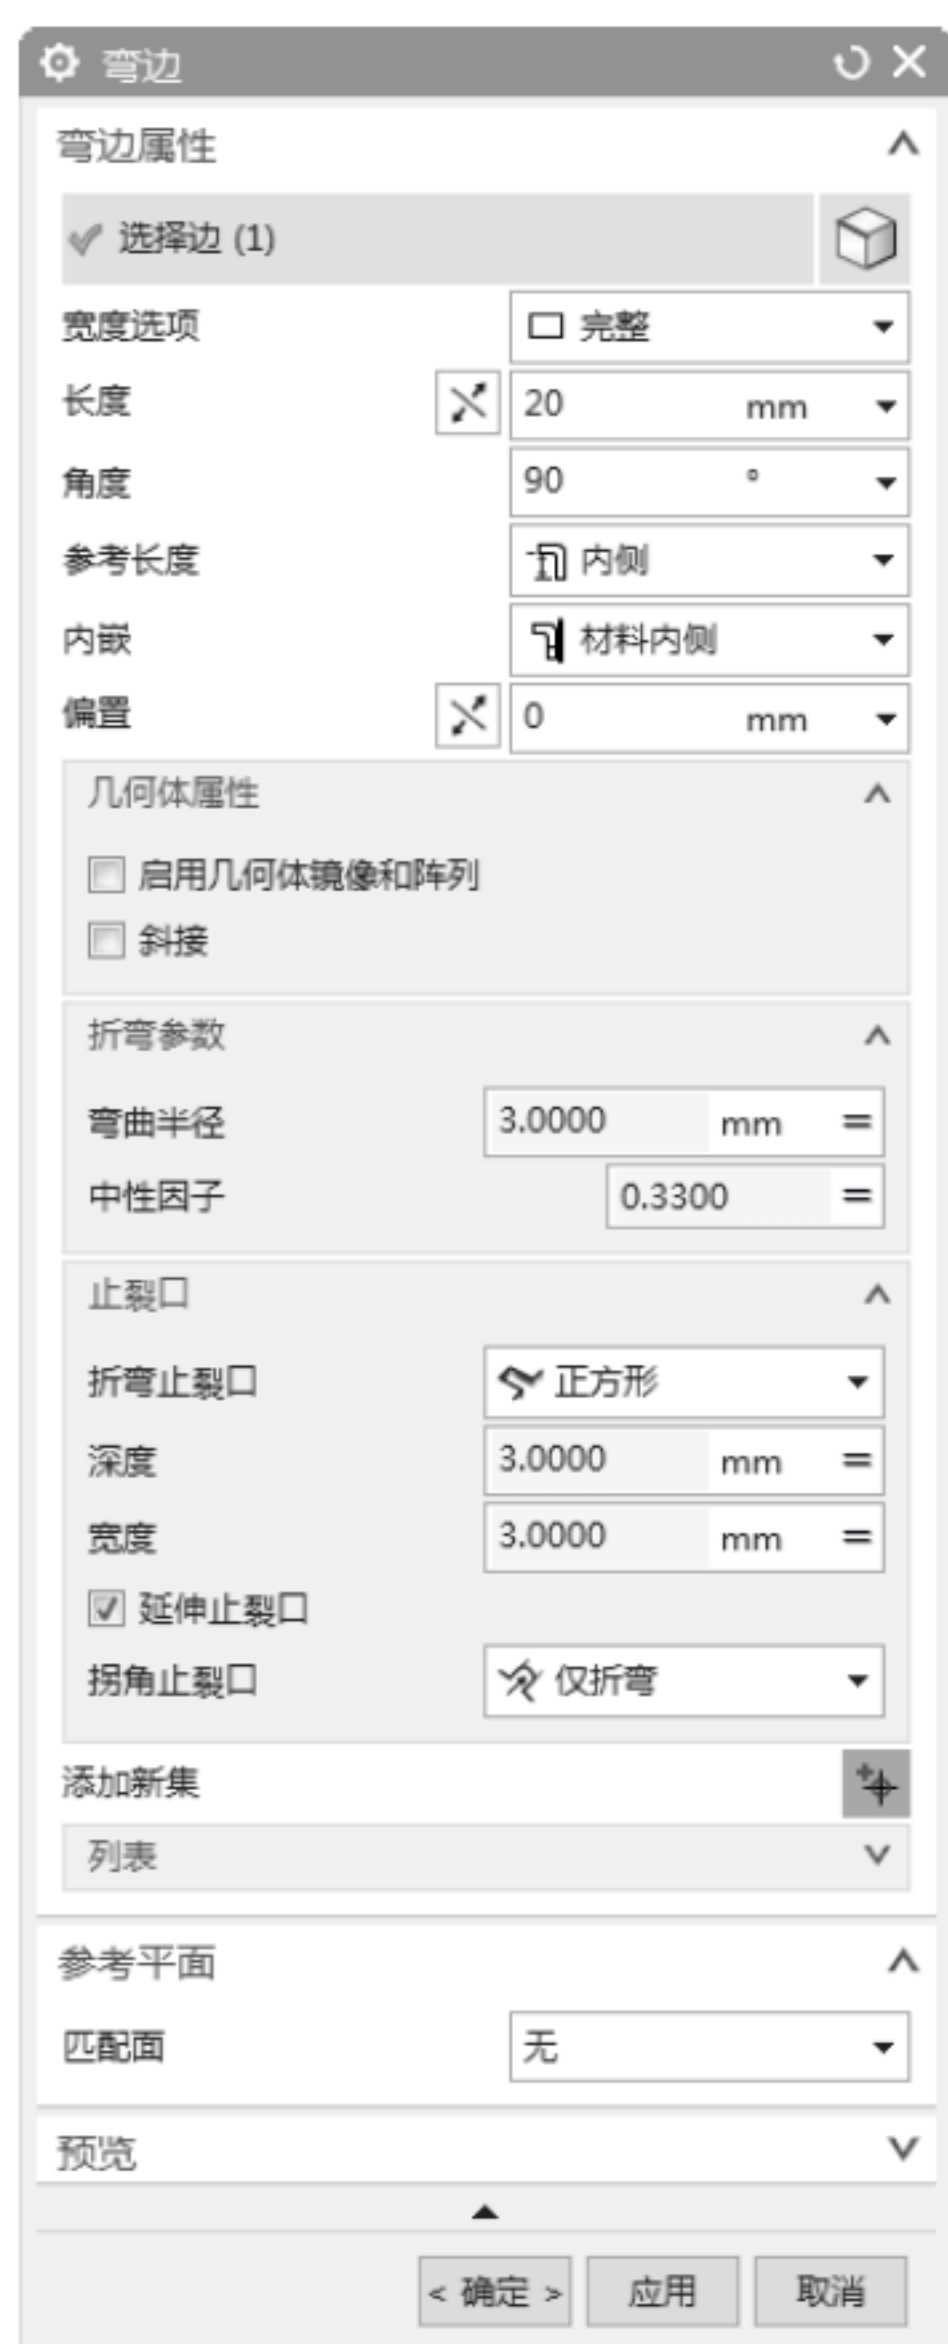 弯边
弯边属性
选择边 (1)
宽度选项 完整
长度 20 mm
角度 90 °
参考长度 内侧
内嵌 材料内侧
偏置 0 mm
几何体属性
启用几何体镜像和阵列
斜接
折弯参数
弯曲半径 3.0000 mm =
中性因子 0.3300 =
止裂口
折弯止裂口 正方形
深度 3.0000 mm =
宽度 3.0000 mm =
延伸止裂口
拐角止裂口 仅折弯
添加新集
列表
参考平面
匹配面 无
预览
< 确定 > 应用 取消